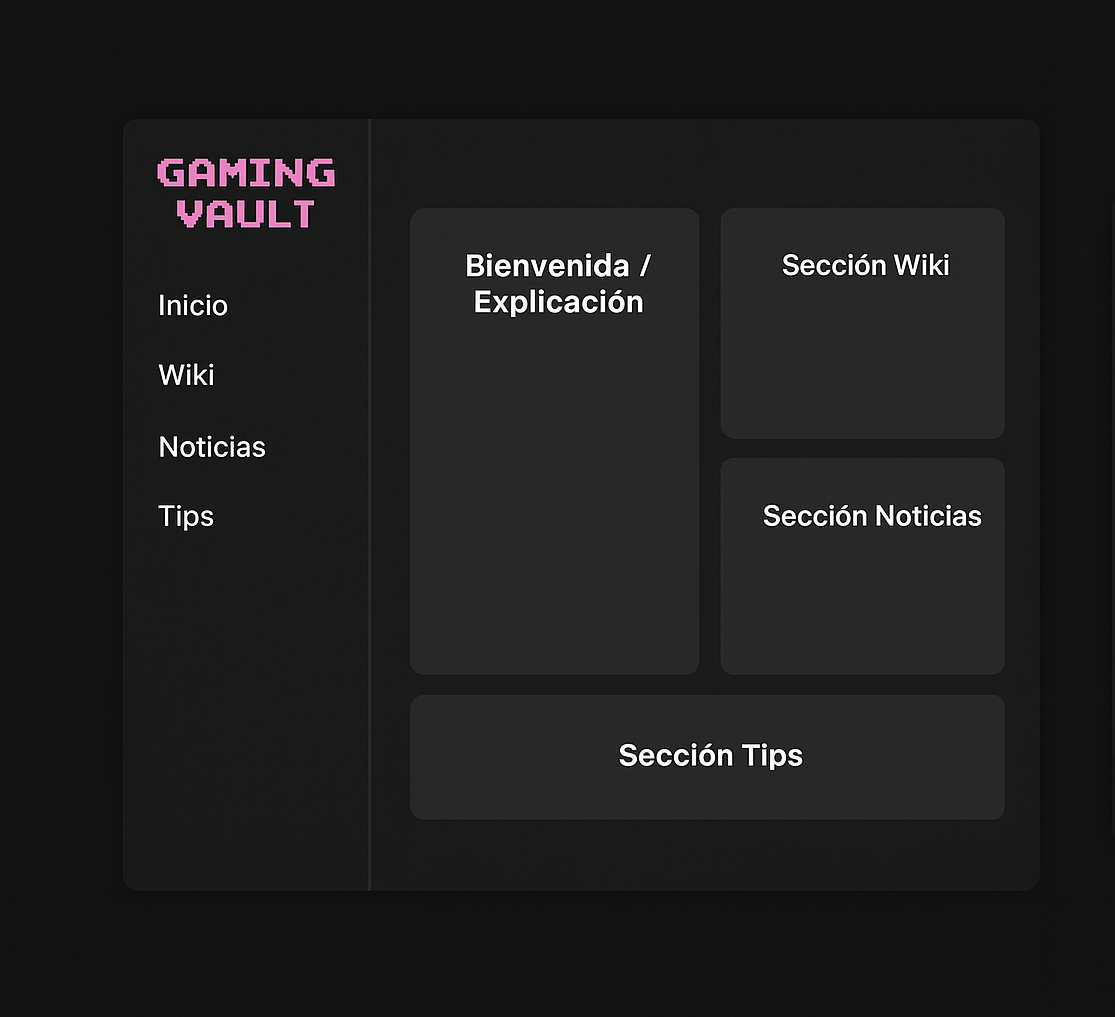 GAMING
VAULT
Inicio
Wiki
Noticias
Tips
Bienvenida /
Explicación
Sección Wiki
Sección Noticias
Sección Tips